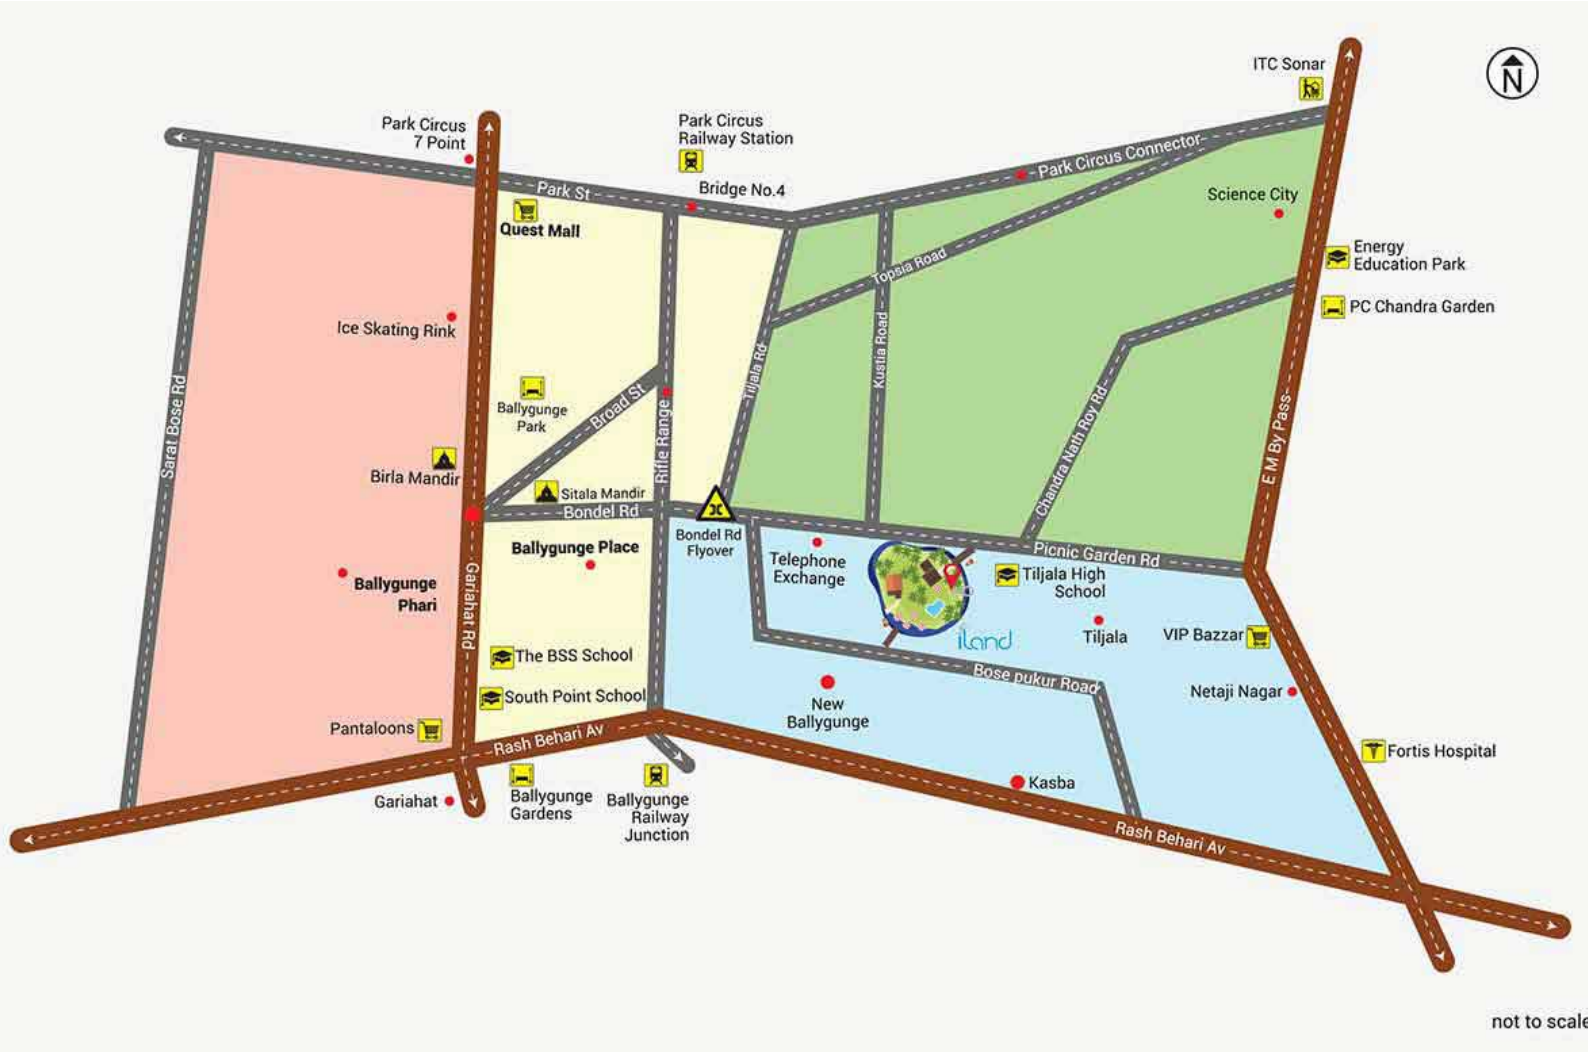 ITC Sonar
N
Park Circus
7 Point
Park Circus
Railway Station
Bridge No.4
Park Circus Connector
Park St
Quest Mall
Science City
Topsia Road
Energy
Education Park
PC Chandra Garden
Ice Skating Rink
Kustia Road
Tiljala Rd
Sarat Bose Rd
Ballygunge
Park
Broad St
Rifle Range
Chandra Nath Roy Rd
E M By Pass
Birla Mandir
Sitala Mandir
Bondel Rd
Bondel Rd
Flyover
Ballygunge Place
Picnic Garden Rd
Telephone
Exchange
Tiljala High
School
Ballygunge
Phari
Gariahat Rd
iland
Tiljala
VIP Bazzar
The BSS School
South Point School
Bose pukur Road
Netaji Nagar
New
Ballygunge
Pantaloons
Rash Behari Av
Fortis Hospital
Gariahat
Ballygunge
Gardens
Ballygunge
Railway
Junction
Kasba
Rash Behari Av
not to scale